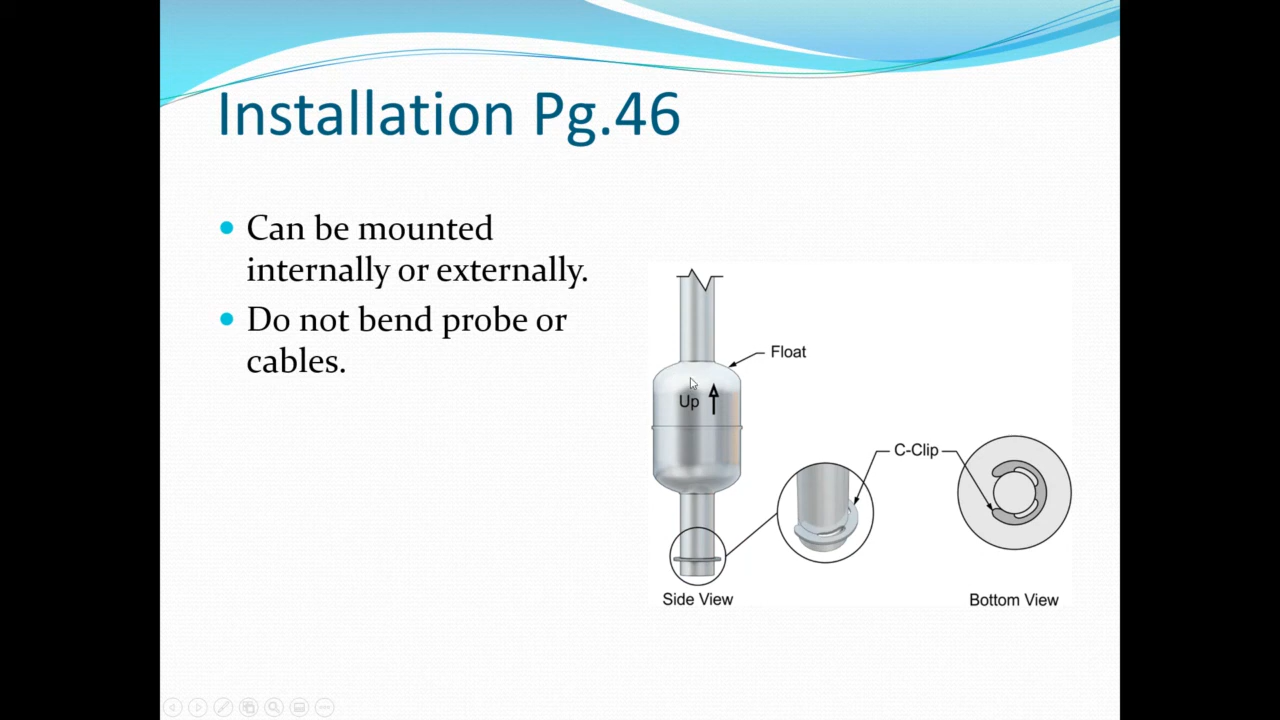 Installation Pg.46
Can be mounted
internally or externally.
Do not bend probe or
cables.
Float
Up
C-Clip
Side View
Bottom View